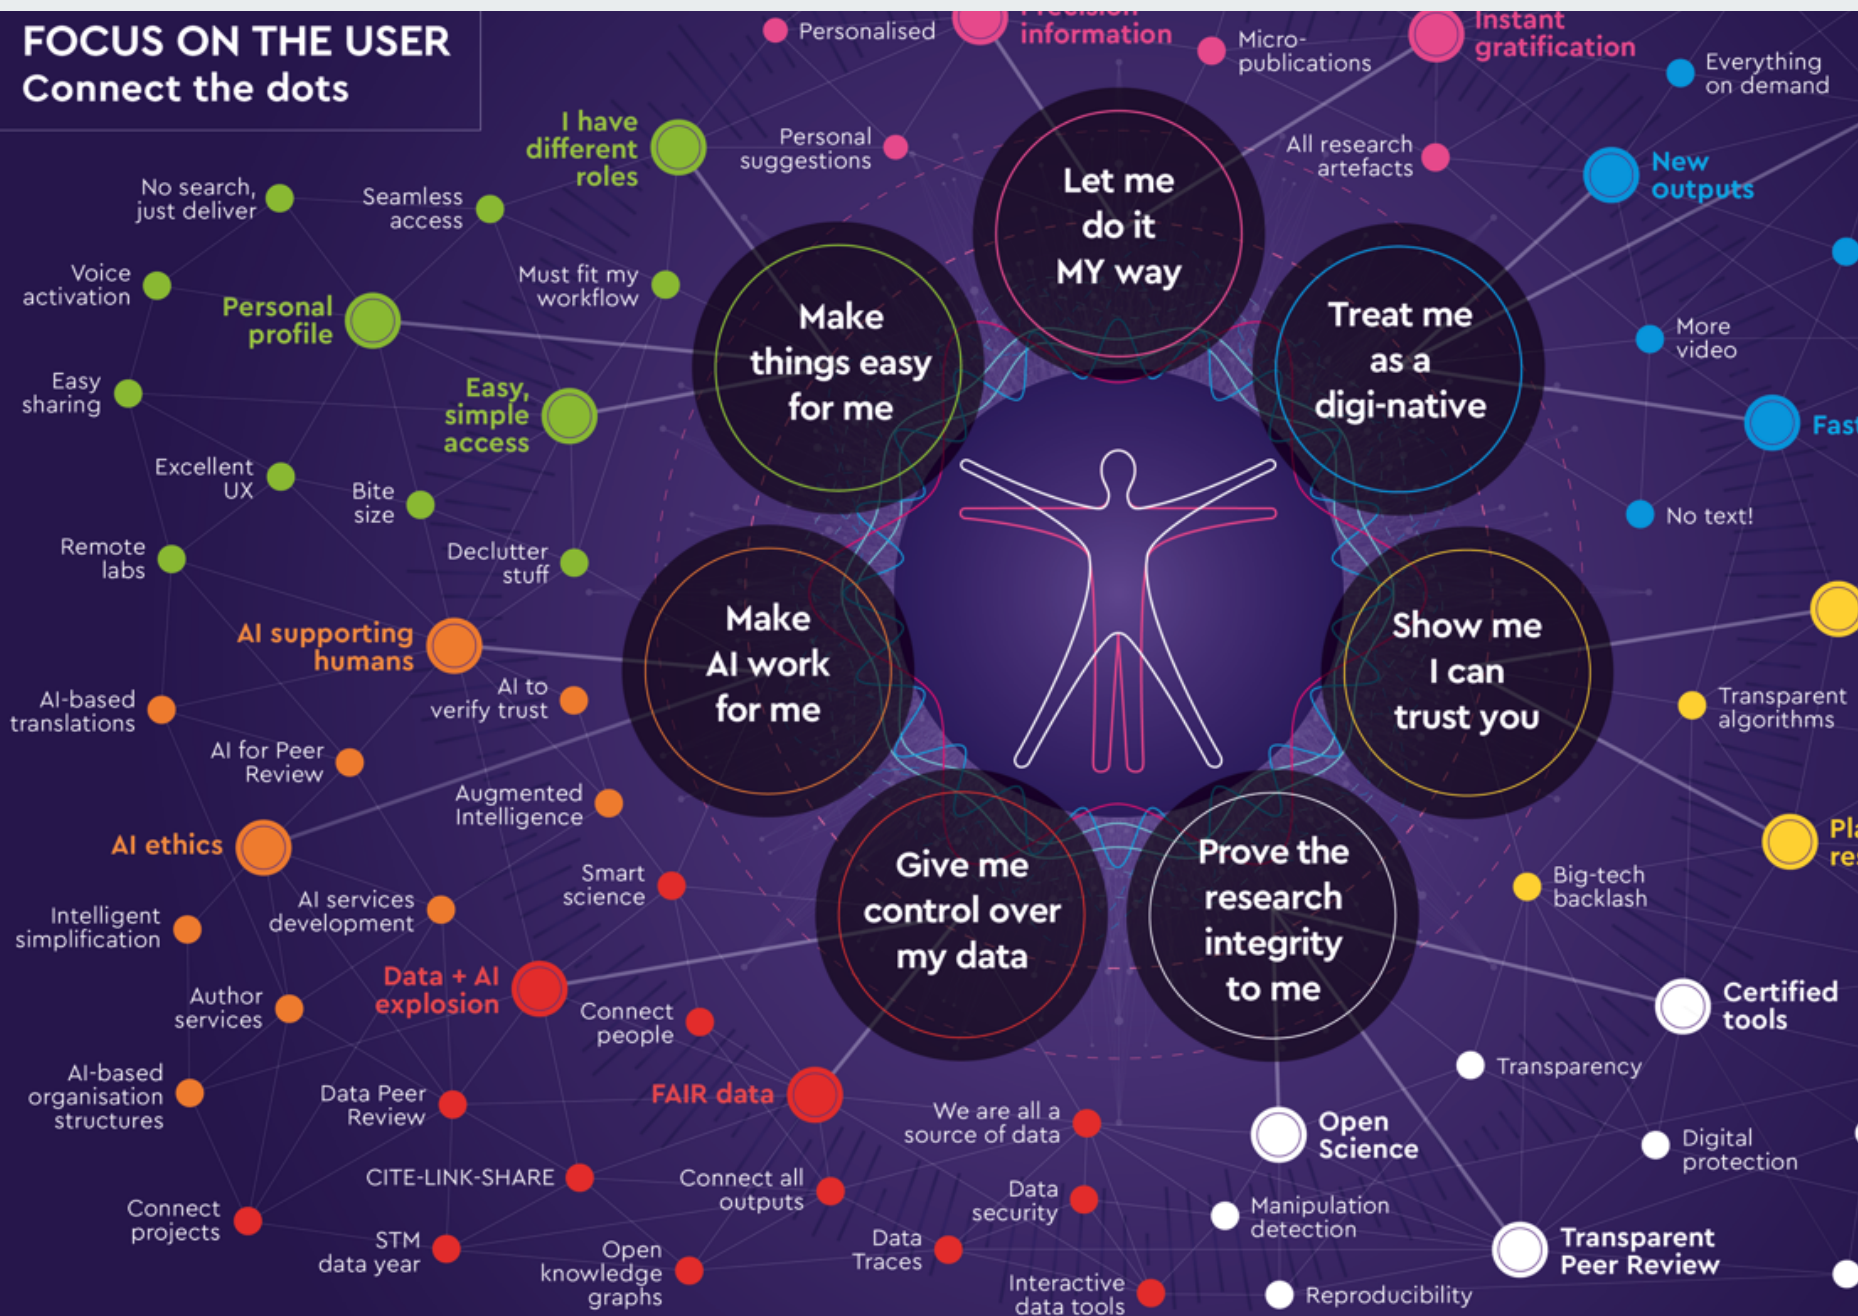 FOCUS ON THE USER
Connect the dots
Personalised
Precision
information
Micro-
publications
Instant
gratification
Everything
on demand
I have
different
roles
Personal
suggestions
All research
artefacts
New
outputs
No search,
just deliver
Seamless
access
Let me
do it
MY way
Voice
activation
Must fit my
workflow
Personal
profile
Make
things easy
for me
Treat me
as a
digi-native
More
video
Easy
sharing
Easy,
simple
access
Fast
Excellent
UX
Bite
size
No text!
Remote
labs
Declutter
stuff
AI supporting
humans
Make
AI work
for me
Show me
I can
trust you
AI-based
translations
AI to
verify trust
Transparent
algorithms
AI for Peer
Review
Augmented
Intelligence
AI ethics
Smart
science
Give me
control over
my data
Prove the
research
integrity
to me
Big-tech
backlash
Intelligent
simplification
AI services
development
Data + AI
explosion
Author
services
Connect
people
Certified
tools
AI-based
organisation
structures
Data Peer
Review
FAIR data
We are all a
source of data
Open
Science
Transparency
Digital
protection
CITE-LINK-SHARE
Connect all
outputs
Data
security
Manipulation
detection
Connect
projects
STM
data year
Open
knowledge
graphs
Data
Traces
Interactive
data tools
Reproducibility
Transparent
Peer Review